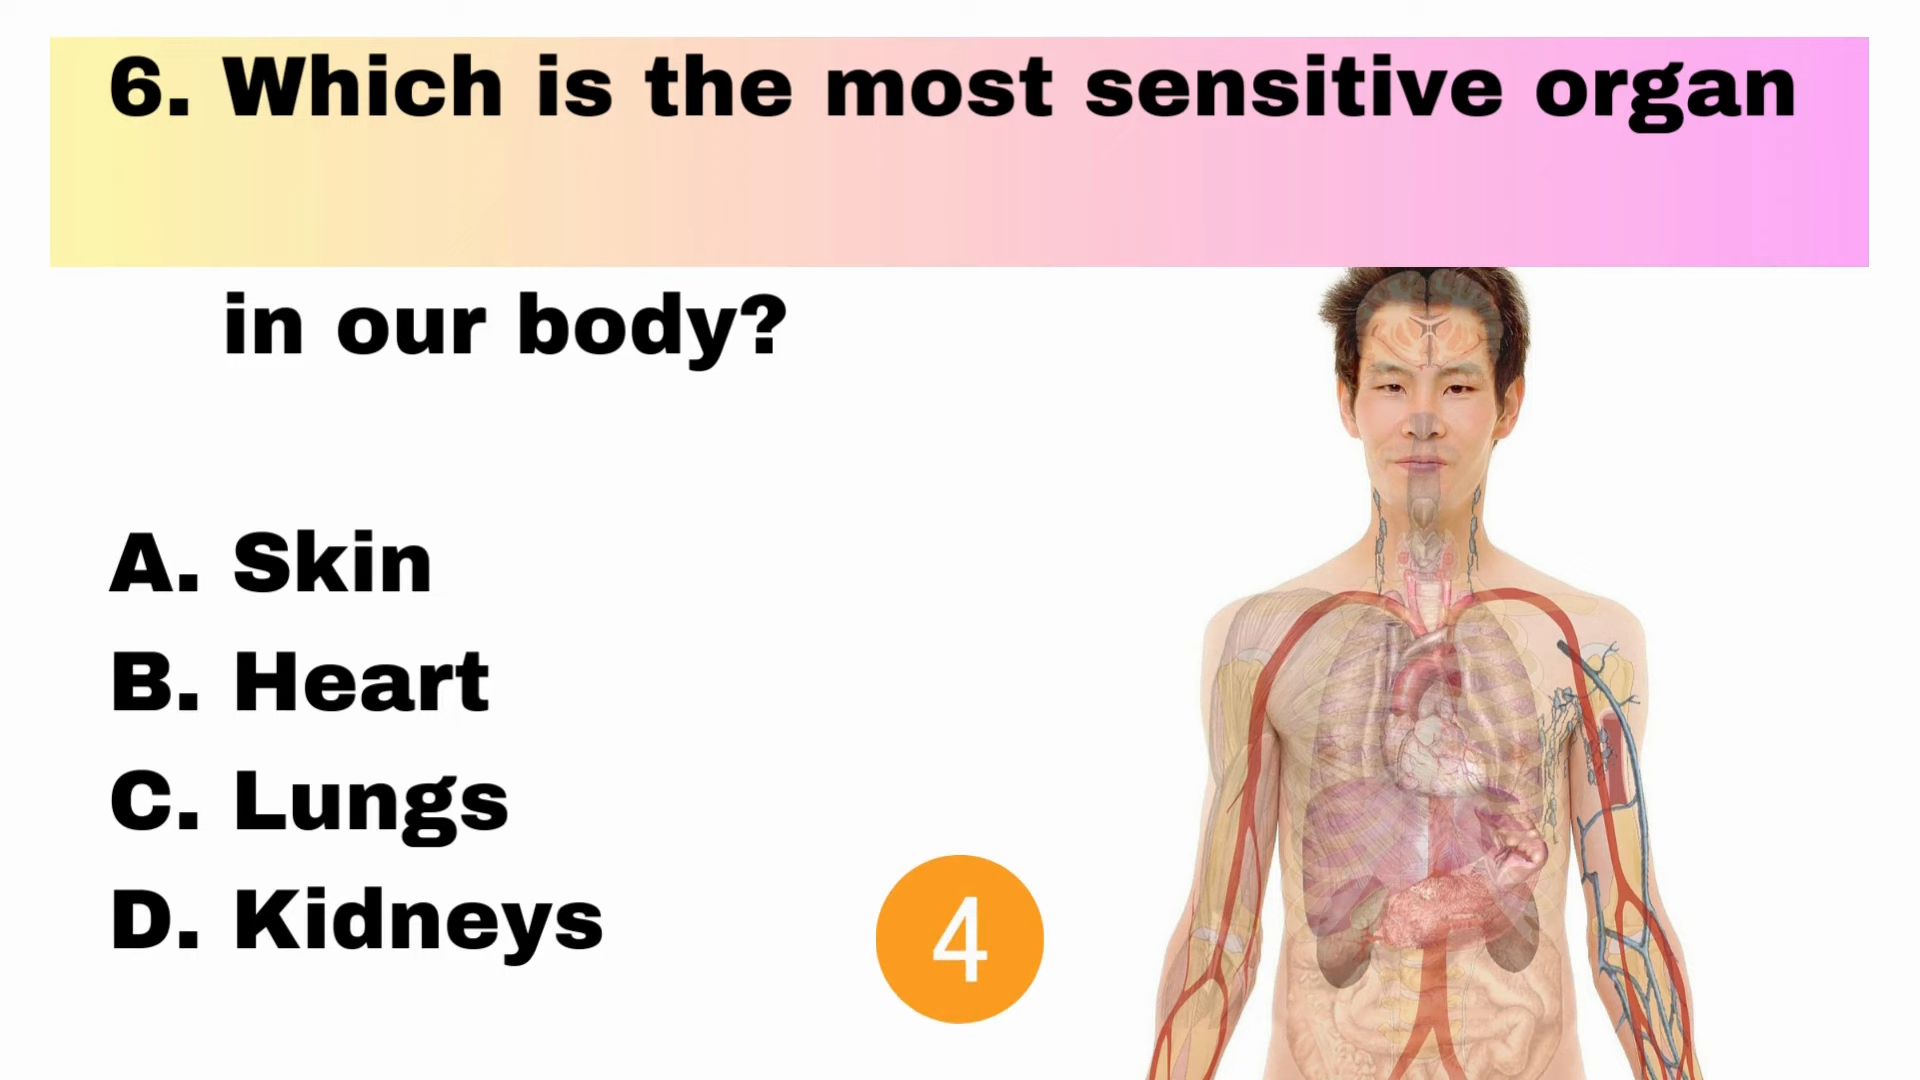 6. Which is the most sensitive organ
in our body?
A. Skin
B. Heart
C. Lungs
D. Kidneys
4